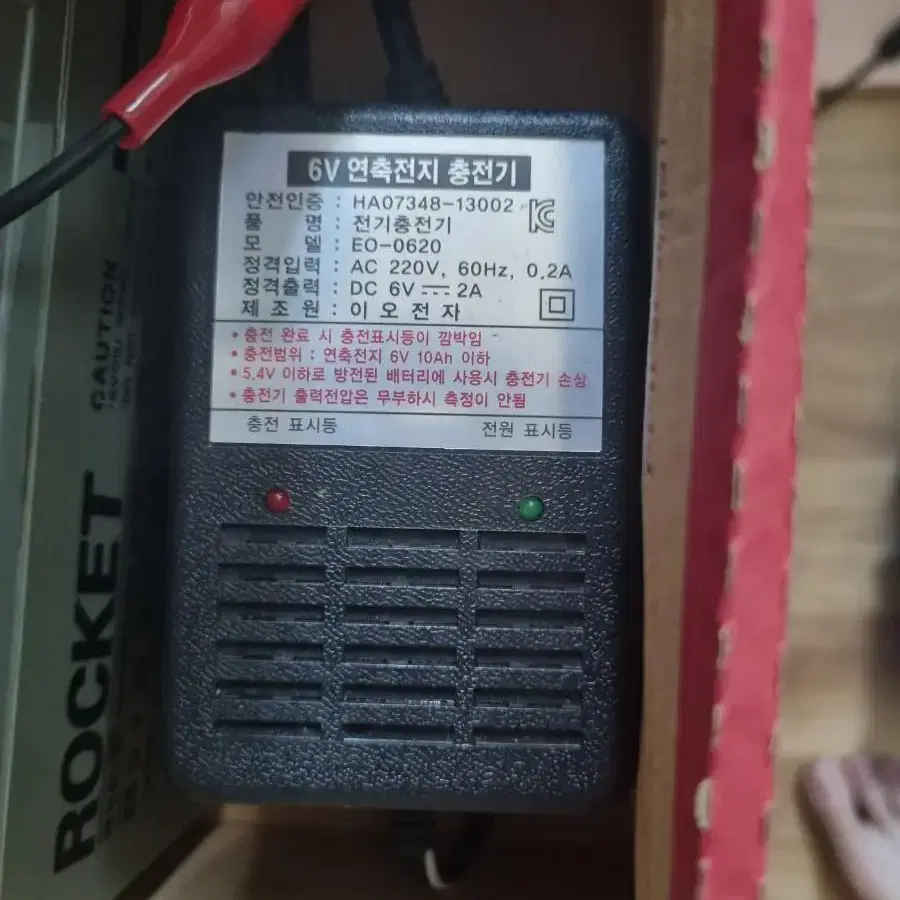 6V 연축전지 충전기
안전인증 : HA07348-13002
품 명 : 전기충전기
모 델 : EO-0620
정격입력 : AC 220V, 60Hz, 0.2A
정격출력 : DC 6V 2A
제 조 원 : 이 오 전 자
• 충전 완료 시 충전표시등이 깜박임
• 충전범위 : 연축전지 6V 10Ah 이하
• 5.4V 이하로 방전된 배터리에 사용시 충전기 손상
• 충전기 출력전압은 무부하시 측정이 안됨
충전 표시등 전원 표시등
ROCKET
CAUTION